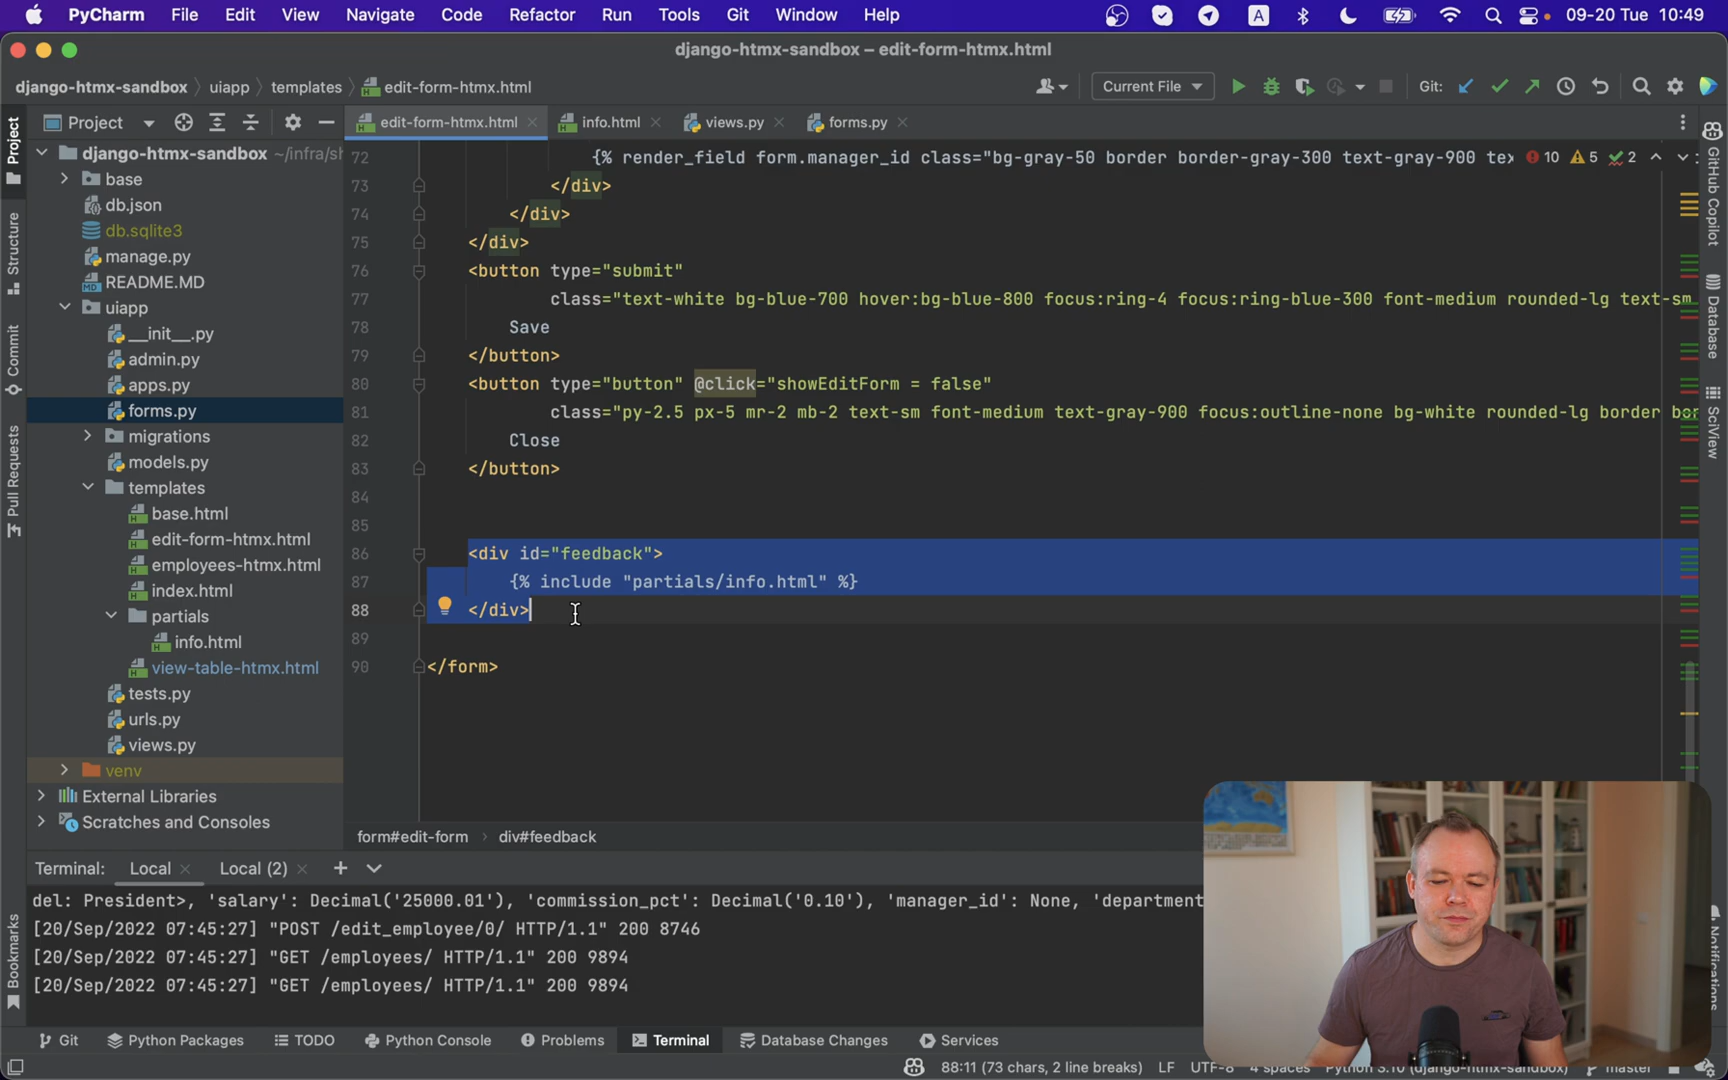 PyCharm File Edit View Navigate Code Refactor Run Tools Git Window Help A 09-20 Tue 10:49
django-htmx-sandbox – edit-form-htmx.html
django-htmx-sandbox uiapp templates edit-form-htmx.html Current File Git:
Project edit-form-htmx.html info.html views.py forms.py
django-htmx-sandbox ~/infra/sh
base
db.json
db.sqlite3
manage.py
README.MD
uiapp
__init__.py
admin.py
apps.py
forms.py
migrations
models.py
templates
base.html
edit-form-htmx.html
employees-htmx.html
index.html
partials
info.html
view-table-htmx.html
tests.py
urls.py
views.py
venv
External Libraries
Scratches and Consoles
72 {% render_field form.manager_id class="bg-gray-50 border border-gray-300 text-gray-900 tex 10 5 2
73 </div>
74 </div>
75 </div>
76 <button type="submit"
77 class="text-white bg-blue-700 hover:bg-blue-800 focus:ring-4 focus:ring-blue-300 font-medium rounded-lg text-sm
78 Save
79 </button>
80 <button type="button" @click="showEditForm = false"
81 class="py-2.5 px-5 mr-2 mb-2 text-sm font-medium text-gray-900 focus:outline-none bg-white rounded-lg border bor
82 Close
83 </button>
84
85
86 <div id="feedback">
87 {% include "partials/info.html" %}
88 </div>
89
90 </form>
form#edit-form div#feedback
Project
Structure
Commit
Pull Requests
Bookmarks
GitHub Copilot
Database
SciView
Notifications
Terminal: Local Local (2)
del: President>, 'salary': Decimal('25000.01'), 'commission_pct': Decimal('0.10'), 'manager_id': None, 'department
[20/Sep/2022 07:45:27] "POST /edit_employee/0/ HTTP/1.1" 200 8746
[20/Sep/2022 07:45:27] "GET /employees/ HTTP/1.1" 200 9894
[20/Sep/2022 07:45:27] "GET /employees/ HTTP/1.1" 200 9894
Git Python Packages TODO Python Console Problems Terminal Database Changes Services
88:11 (73 chars, 2 line breaks) LF UTF-8 4 spaces Python 3.10 (django-htmx-sandbox) master